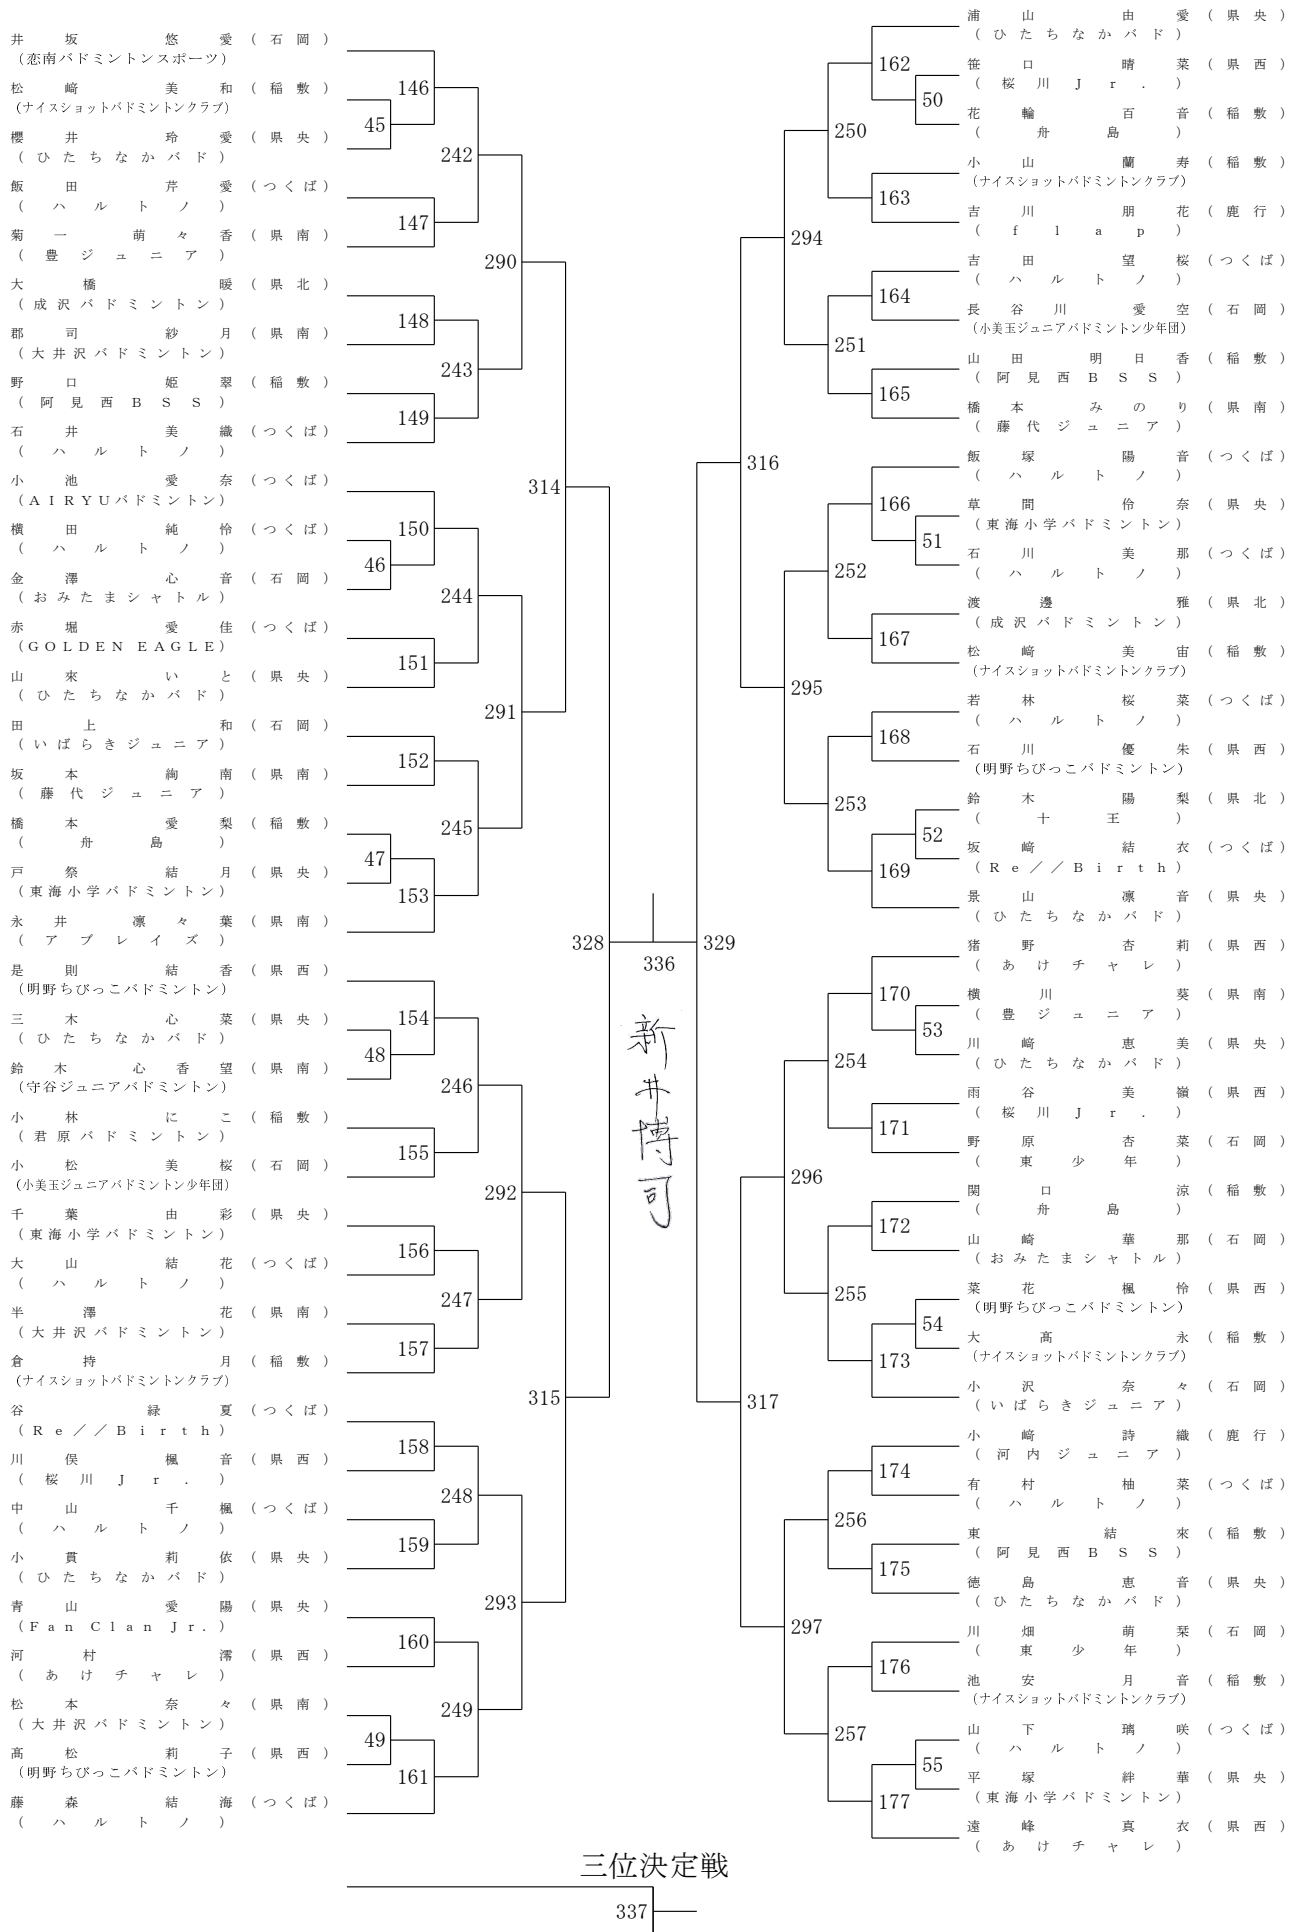 井坂 悠愛 (石岡)
(恋南バドミントンスポーツ)
松﨑 美和 (稲敷)
(ナイスショットバドミントンクラブ)
櫻井 玲愛 (県央)
(ひたちなかバド)
飯田 芹愛 (つくば)
(ハルトノ)
菊一 萌々香 (県南)
(豊ジュニア)
大橋 暖 (県北)
(成沢バドミントン)
郡司 紗月 (県南)
(大井沢バドミントン)
野口 姫翠 (稲敷)
(阿見西BSS)
石井 美織 (つくば)
(ハルトノ)
小池 愛奈 (つくば)
(AIRYUバドミントン)
横田 純怜 (つくば)
(ハルトノ)
金澤 心音 (石岡)
(おみたまシャトル)
赤堀 愛佳 (つくば)
(GOLDEN EAGLE)
山來 いと (県央)
(ひたちなかバド)
田上 和 (石岡)
(いばらきジュニア)
坂本 絢南 (県南)
(藤代ジュニア)
橋本 愛梨 (稲敷)
(舟島)
戸祭 結月 (県央)
(東海小学バドミントン)
永井 凛々葉 (県南)
(アブレイズ)
是則 結香 (県西)
(明野ちびっこバドミントン)
三木 心菜 (県央)
(ひたちなかバド)
鈴木 心香望 (県南)
(守谷ジュニアバドミントン)
小林 にこ (稲敷)
(君原バドミントン)
小松 美桜 (石岡)
(小美玉ジュニアバドミントン少年団)
千葉 由彩 (県央)
(東海小学バドミントン)
大山 結花 (つくば)
(ハルトノ)
半澤 花 (県南)
(大井沢バドミントン)
倉持 月 (稲敷)
(ナイスショットバドミントンクラブ)
谷 緑夏 (つくば)
(Re//Birth)
川俣 楓音 (県西)
(桜川Jr.)
中山 千楓 (つくば)
(ハルトノ)
小貫 莉依 (県央)
(ひたちなかバド)
青山 愛陽 (県央)
(Fan Clan Jr.)
河村 澪 (県西)
(あけチャレ)
松本 奈々 (県南)
(大井沢バドミントン)
髙松 莉子 (県西)
(明野ちびっこバドミントン)
藤森 結海 (つくば)
(ハルトノ)
45
46
47
48
49
146
147
148
149
150
151
152
153
154
155
156
157
158
159
160
161
242
243
244
245
246
247
248
249
290
291
292
293
314
315
328
336
329
新井博司
316
317
294
295
296
297
250
251
252
253
254
255
256
257
162
163
164
165
166
167
168
169
170
171
172
173
174
175
176
177
50
51
52
53
54
55
浦山 由愛 (県央)
(ひたちなかバド)
笹口 晴菜 (県西)
(桜川Jr.)
花輪 百音 (稲敷)
(舟島)
小山 蘭寿 (稲敷)
(ナイスショットバドミントンクラブ)
吉川 朋花 (鹿行)
(flap)
吉田 望桜 (つくば)
(ハルトノ)
長谷川 愛空 (石岡)
(小美玉ジュニアバドミントン少年団)
山田 明日香 (稲敷)
(阿見西BSS)
橋本 みのり (県南)
(藤代ジュニア)
飯塚 陽音 (つくば)
(ハルトノ)
草間 伶奈 (県央)
(東海小学バドミントン)
石川 美那 (つくば)
(ハルトノ)
渡邊 雅 (県北)
(成沢バドミントン)
松﨑 美宙 (稲敷)
(ナイスショットバドミントンクラブ)
若林 桜菜 (つくば)
(ハルトノ)
石川 優朱 (県西)
(明野ちびっこバドミントン)
鈴木 陽梨 (県北)
(十王)
坂﨑 結衣 (つくば)
(Re//Birth)
景山 凛音 (県央)
(ひたちなかバド)
猪野 杏莉 (県西)
(あけチャレ)
横川 葵 (県南)
(豊ジュニア)
川﨑 恵美 (県央)
(ひたちなかバド)
雨谷 美嶺 (県西)
(桜川Jr.)
野原 杏菜 (石岡)
(東少年)
関口 涼 (稲敷)
(舟島)
山崎 華那 (石岡)
(おみたまシャトル)
菜花 楓怜 (県西)
(明野ちびっこバドミントン)
大髙 永 (稲敷)
(ナイスショットバドミントンクラブ)
小沢 奈々 (石岡)
(いばらきジュニア)
小﨑 詩織 (鹿行)
(河内ジュニア)
有村 柚菜 (つくば)
(ハルトノ)
東 結來 (稲敷)
(阿見西BSS)
徳島 恵音 (県央)
(ひたちなかバド)
川畑 萌栞 (石岡)
(東少年)
池安 月音 (稲敷)
(ナイスショットバドミントンクラブ)
山下 璃咲 (つくば)
(ハルトノ)
平塚 絆華 (県央)
(東海小学バドミントン)
遠峰 真衣 (県西)
(あけチャレ)
三位決定戦
337